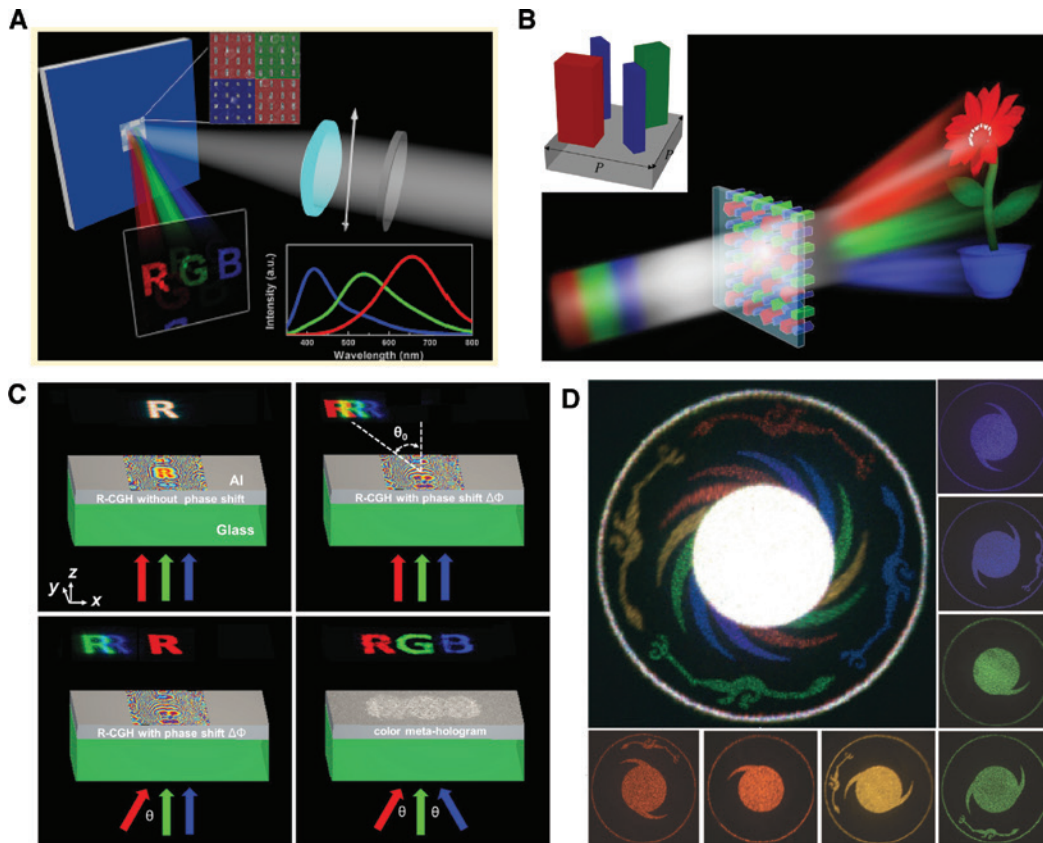 A
R G B
Intensity (a.u.)
400 500 600 700 800
Wavelength (nm)
B
P
P
C
R
Al
R-CGH without phase shift
Glass
z
y
x
RRR
θ₀
R-CGH with phase shift ΔΦ
RR R
R-CGH with phase shift ΔΦ
θ
RGB
color meta-hologram
θ θ
D